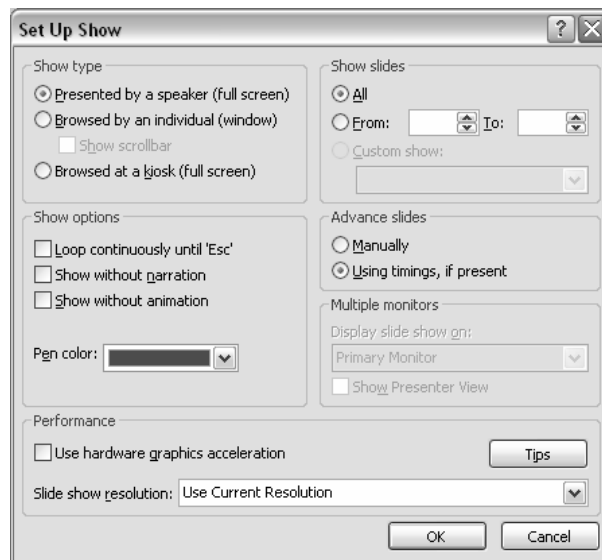 Set Up Show
Show type
Presented by a speaker (full screen)
Browsed by an individual (window)
Show scrollbar
Browsed at a kiosk (full screen)
Show slides
All
From: To:
Custom show:
Show options
Loop continuously until 'Esc'
Show without narration
Show without animation
Pen color:
Advance slides
Manually
Using timings, if present
Multiple monitors
Display slide show on:
Primary Monitor
Show Presenter View
Performance
Use hardware graphics acceleration
Tips
Slide show resolution: Use Current Resolution
OK Cancel